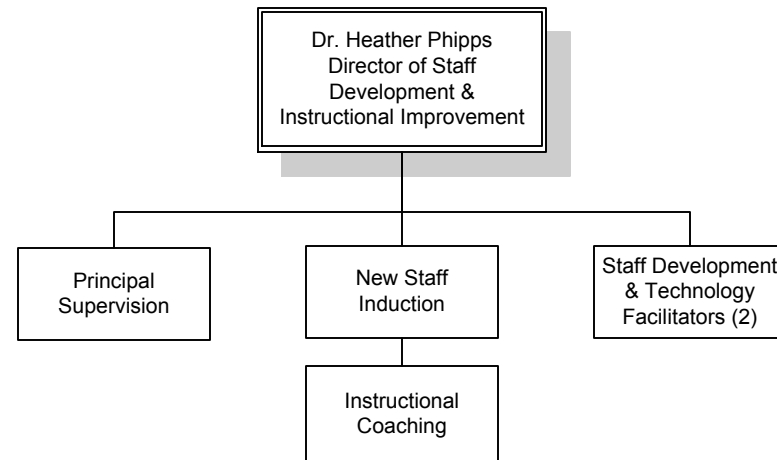 Dr. Heather Phipps
Director of Staff
Development &
Instructional Improvement
Principal
Supervision
New Staff
Induction
Staff Development
& Technology
Facilitators (2)
Instructional
Coaching